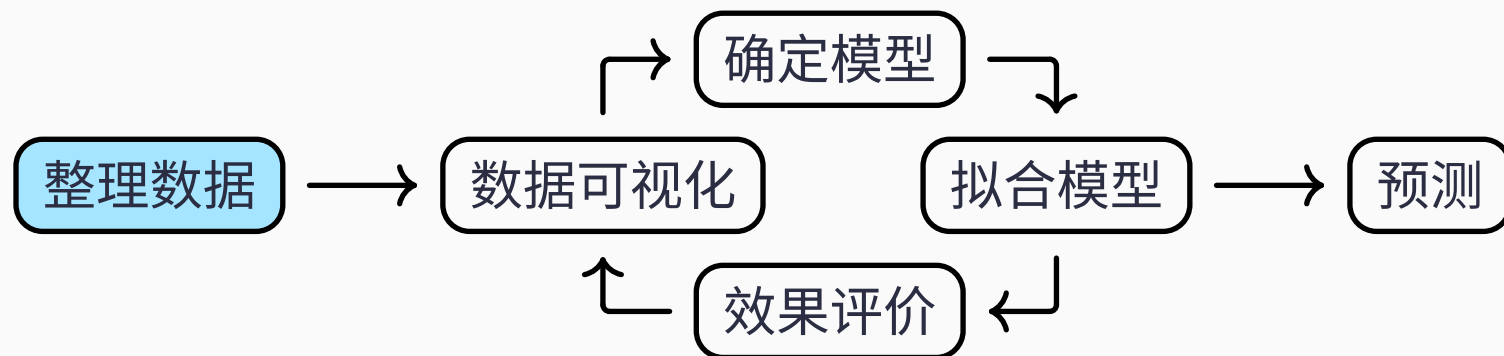 确定模型
整理数据
数据可视化
拟合模型
预测
效果评价